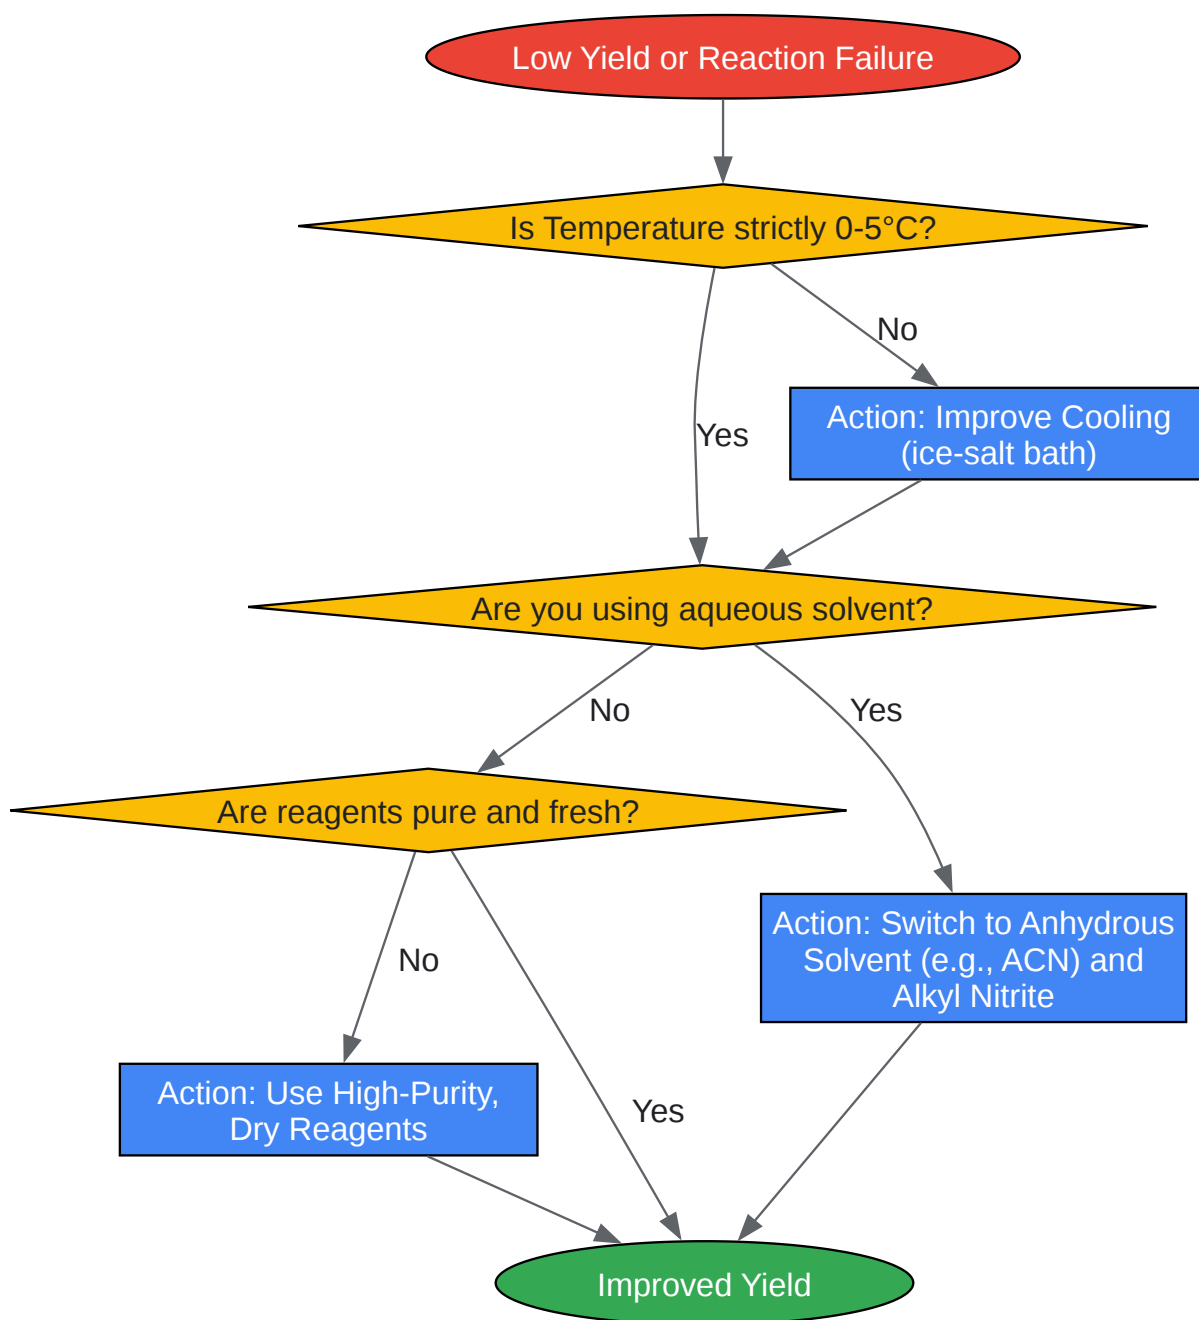 Low Yield or Reaction Failure
Is Temperature strictly 0-5°C?
No
Action: Improve Cooling
(ice-salt bath)
Yes
Are you using aqueous solvent?
No
Yes
Are reagents pure and fresh?
Action: Switch to Anhydrous
Solvent (e.g., ACN) and
Alkyl Nitrite
No
Action: Use High-Purity,
Dry Reagents
Yes
Improved Yield